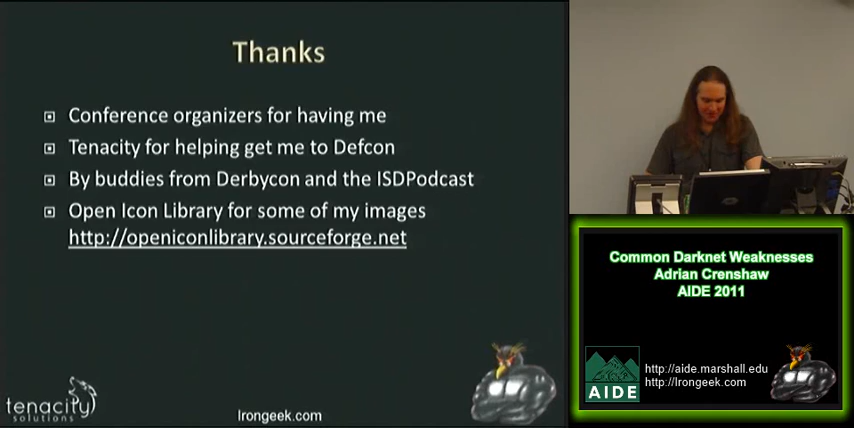 Thanks
Conference organizers for having me
Tenacity for helping get me to Defcon
By buddies from Derbycon and the ISDPodcast
Open Icon Library for some of my images
http://openiconlibrary.sourceforge.net
tenacity
solutions
Irongeek.com
Common Darknet Weaknesses
Adrian Crenshaw
AIDE 2011
AIDE
http://aide.marshall.edu
http://Irongeek.com